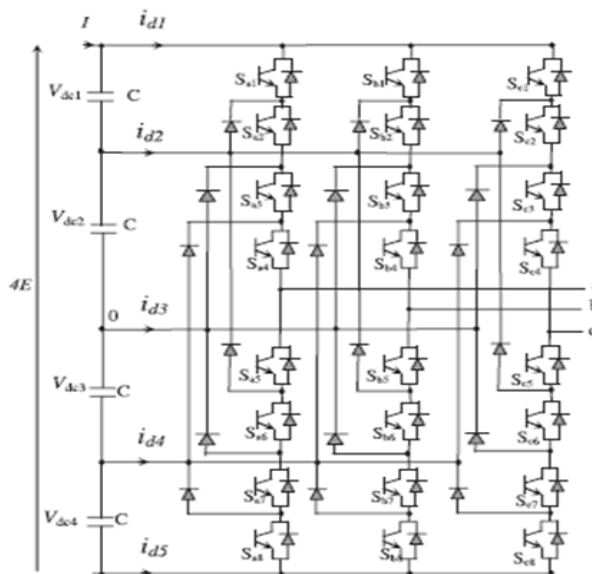 I i_d1
V_dc1 C S_a1 S_b1 S_c1
i_d2 S_a2 S_b2 S_c2
V_dc2 C S_a3 S_b3 S_c3
4E S_a4 S_b4 S_c4
0 i_d3
V_dc3 C S_a5 S_b5 S_c5
i_d4 S_a6 S_b6 S_c6
S_a7 S_b7 S_c7
V_dc4 C S_a8 S_b8 S_c8
i_d5